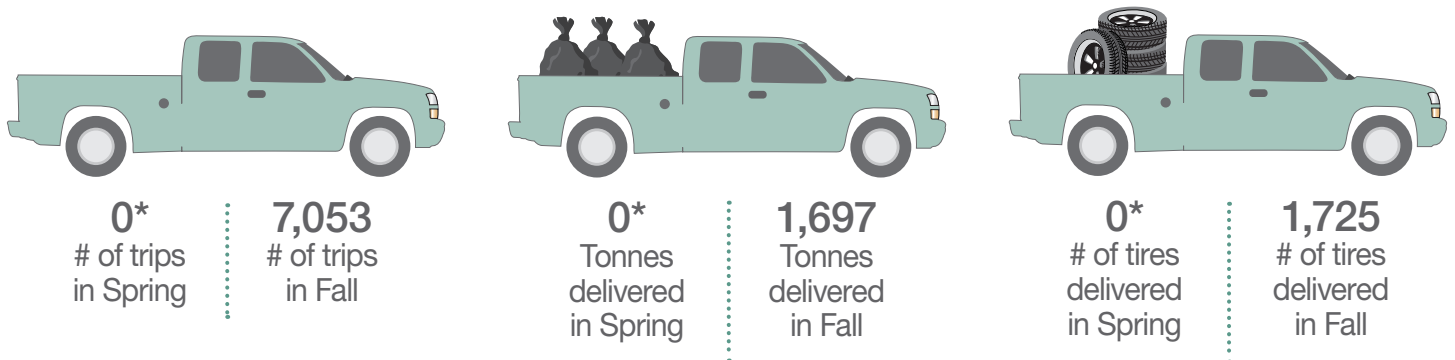 0*
# of trips
in Spring
7,053
# of trips
in Fall
0*
Tonnes
delivered
in Spring
1,697
Tonnes
delivered
in Fall
0*
# of tires
delivered
in Spring
1,725
# of tires
delivered
in Fall